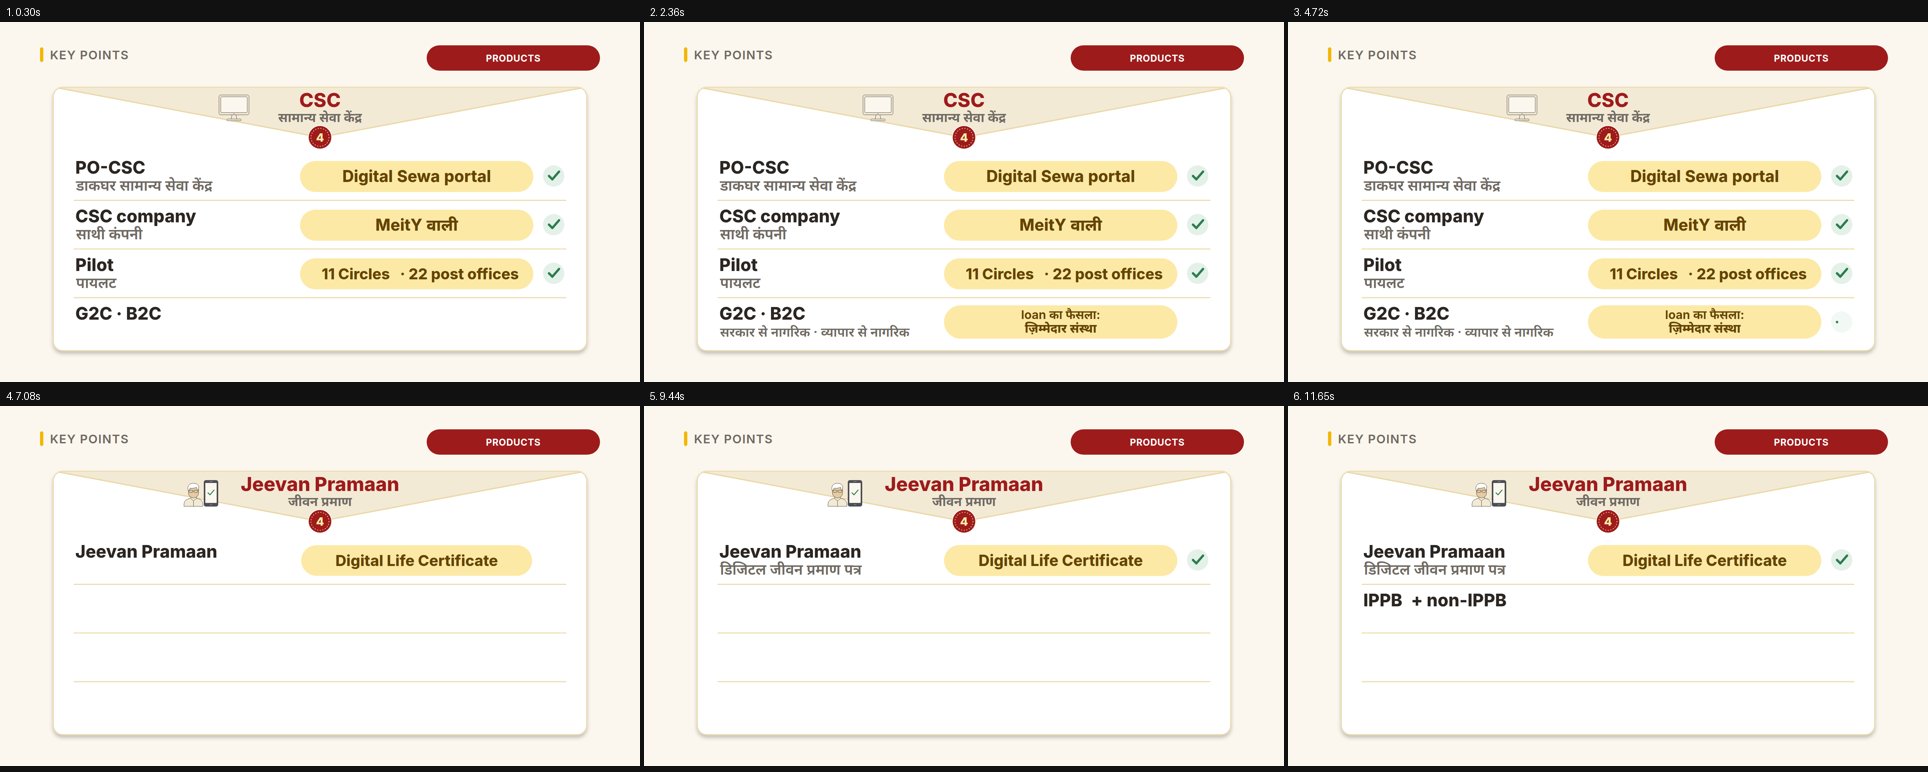 1. 0.30s
KEY POINTS
PRODUCTS
CSC
सामान्य सेवा केंद्र
4
PO-CSC
डाकघर सामान्य सेवा केंद्र
Digital Sewa portal
CSC company
साथी कंपनी
MeitY वाली
Pilot
पायलट
11 Circles · 22 post offices
G2C · B2C
2. 2.36s
KEY POINTS
PRODUCTS
CSC
सामान्य सेवा केंद्र
4
PO-CSC
डाकघर सामान्य सेवा केंद्र
Digital Sewa portal
CSC company
साथी कंपनी
MeitY वाली
Pilot
पायलट
11 Circles · 22 post offices
G2C · B2C
सरकार से नागरिक · व्यापार से नागरिक
loan का फैसला:
ज़िम्मेदार संस्था
3. 4.72s
KEY POINTS
PRODUCTS
CSC
सामान्य सेवा केंद्र
4
PO-CSC
डाकघर सामान्य सेवा केंद्र
Digital Sewa portal
CSC company
साथी कंपनी
MeitY वाली
Pilot
पायलट
11 Circles · 22 post offices
G2C · B2C
सरकार से नागरिक · व्यापार से नागरिक
loan का फैसला:
ज़िम्मेदार संस्था
4. 7.08s
KEY POINTS
PRODUCTS
Jeevan Pramaan
जीवन प्रमाण
4
Jeevan Pramaan
Digital Life Certificate
5. 9.44s
KEY POINTS
PRODUCTS
Jeevan Pramaan
जीवन प्रमाण
4
Jeevan Pramaan
डिजिटल जीवन प्रमाण पत्र
Digital Life Certificate
6. 11.65s
KEY POINTS
PRODUCTS
Jeevan Pramaan
जीवन प्रमाण
4
Jeevan Pramaan
डिजिटल जीवन प्रमाण पत्र
Digital Life Certificate
IPPB + non-IPPB